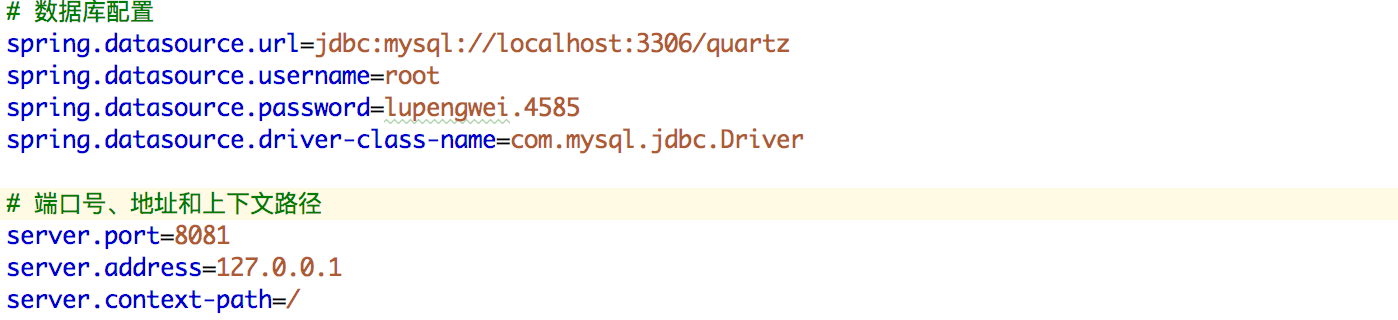 # 数据库配置
spring.datasource.url=jdbc:mysql://localhost:3306/quartz
spring.datasource.username=root
spring.datasource.password=lupengwei.4585
spring.datasource.driver-class-name=com.mysql.jdbc.Driver
# 端口号、地址和上下文路径
server.port=8081
server.address=127.0.0.1
server.context-path=/